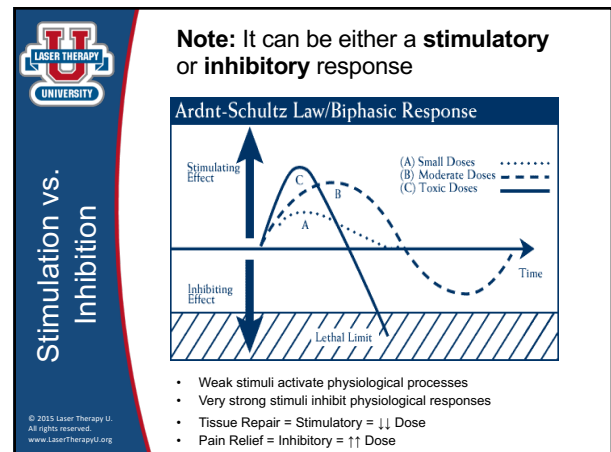 LASER THERAPY
U
UNIVERSITY
Stimulation vs.
Inhibition
© 2015 Laser Therapy U.
All rights reserved.
www.LaserTherapyU.org
Note: It can be either a stimulatory
or inhibitory response
Ardnt-Schultz Law/Biphasic Response
Stimulating
Effect
(A) Small Doses
(B) Moderate Doses
(C) Toxic Doses
C
B
A
Time
Inhibiting
Effect
Lethal Limit
• Weak stimuli activate physiological processes
• Very strong stimuli inhibit physiological responses
• Tissue Repair = Stimulatory = ↓↓ Dose
• Pain Relief = Inhibitory = ↑↑ Dose